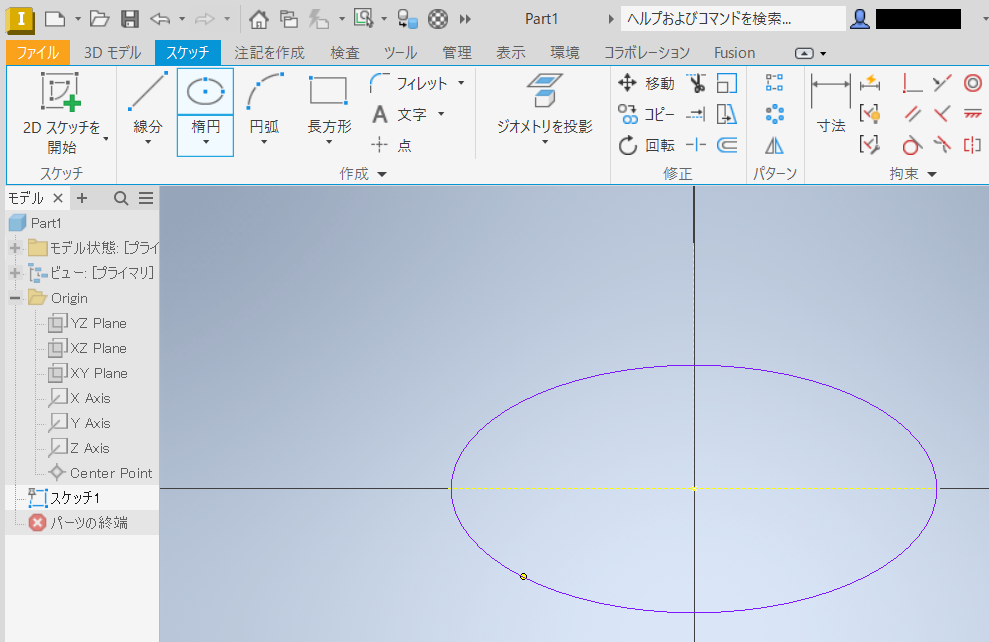 Part1
ヘルプおよびコマンドを検索...
ファイル 3D モデル スケッチ 注記を作成 検査 ツール 管理 表示 環境 コラボレーション Fusion
2D スケッチを
開始
線分
楕円
円弧
長方形
フィレット
A 文字
点
ジオメトリを投影
移動
コピー
回転
寸法
スケッチ 作成 修正 パターン 拘束
モデル
Part1
モデル状態: [プライ
ビュー: [プライマリ]
Origin
YZ Plane
XZ Plane
XY Plane
X Axis
Y Axis
Z Axis
Center Point
スケッチ1
パーツの終端